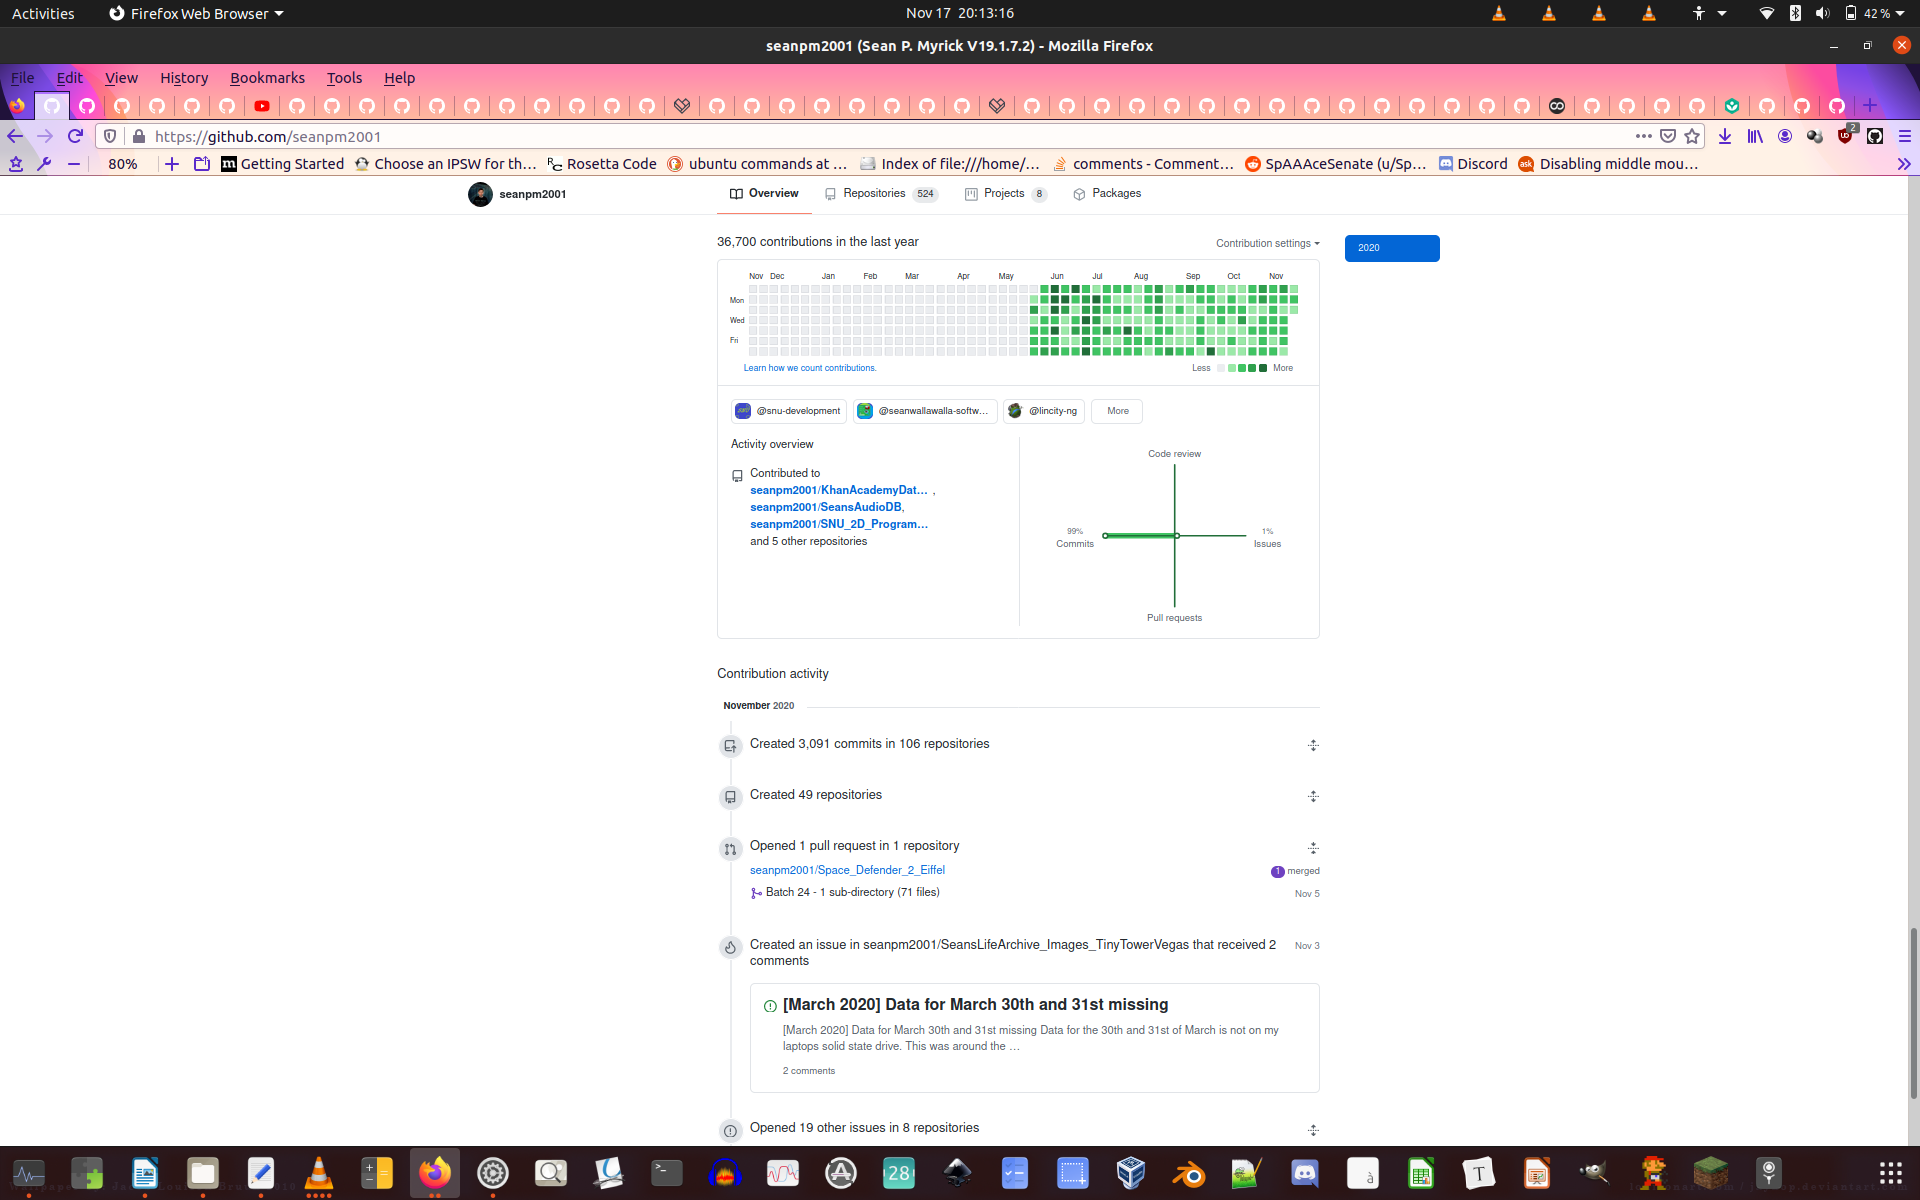 Activities
Firefox Web Browser
Nov 17 20:13:16
42 %
seanpm2001 (Sean P. Myrick V19.1.7.2) - Mozilla Firefox
File Edit View History Bookmarks Tools Help
https://github.com/seanpm2001
2
80%
Getting Started
Choose an IPSW for th…
Rosetta Code
ubuntu commands at …
Index of file:///home/…
comments - Comment…
SpAAAceSenate (u/Sp…
Discord
Disabling middle mou…
seanpm2001
Overview
Repositories 524
Projects 8
Packages
36,700 contributions in the last year
Contribution settings
2020
Nov Dec Jan Feb Mar Apr May Jun Jul Aug Sep Oct Nov
Mon
Wed
Fri
Learn how we count contributions.
Less More
@snu-development
@seanwallawalla-softw…
@lincity-ng
More
Activity overview
Contributed to
seanpm2001/KhanAcademyDat… ,
seanpm2001/SeansAudioDB,
seanpm2001/SNU_2D_Program…
and 5 other repositories
Code review
99%
Commits
1%
Issues
Pull requests
Contribution activity
November 2020
Created 3,091 commits in 106 repositories
Created 49 repositories
Opened 1 pull request in 1 repository
seanpm2001/Space_Defender_2_Eiffel
1 merged
Batch 24 - 1 sub-directory (71 files)
Nov 5
Created an issue in seanpm2001/SeansLifeArchive_Images_TinyTowerVegas that received 2
comments
Nov 3
[March 2020] Data for March 30th and 31st missing
[March 2020] Data for March 30th and 31st missing Data for the 30th and 31st of March is not on my
laptops solid state drive. This was around the …
2 comments
Opened 19 other issues in 8 repositories
28